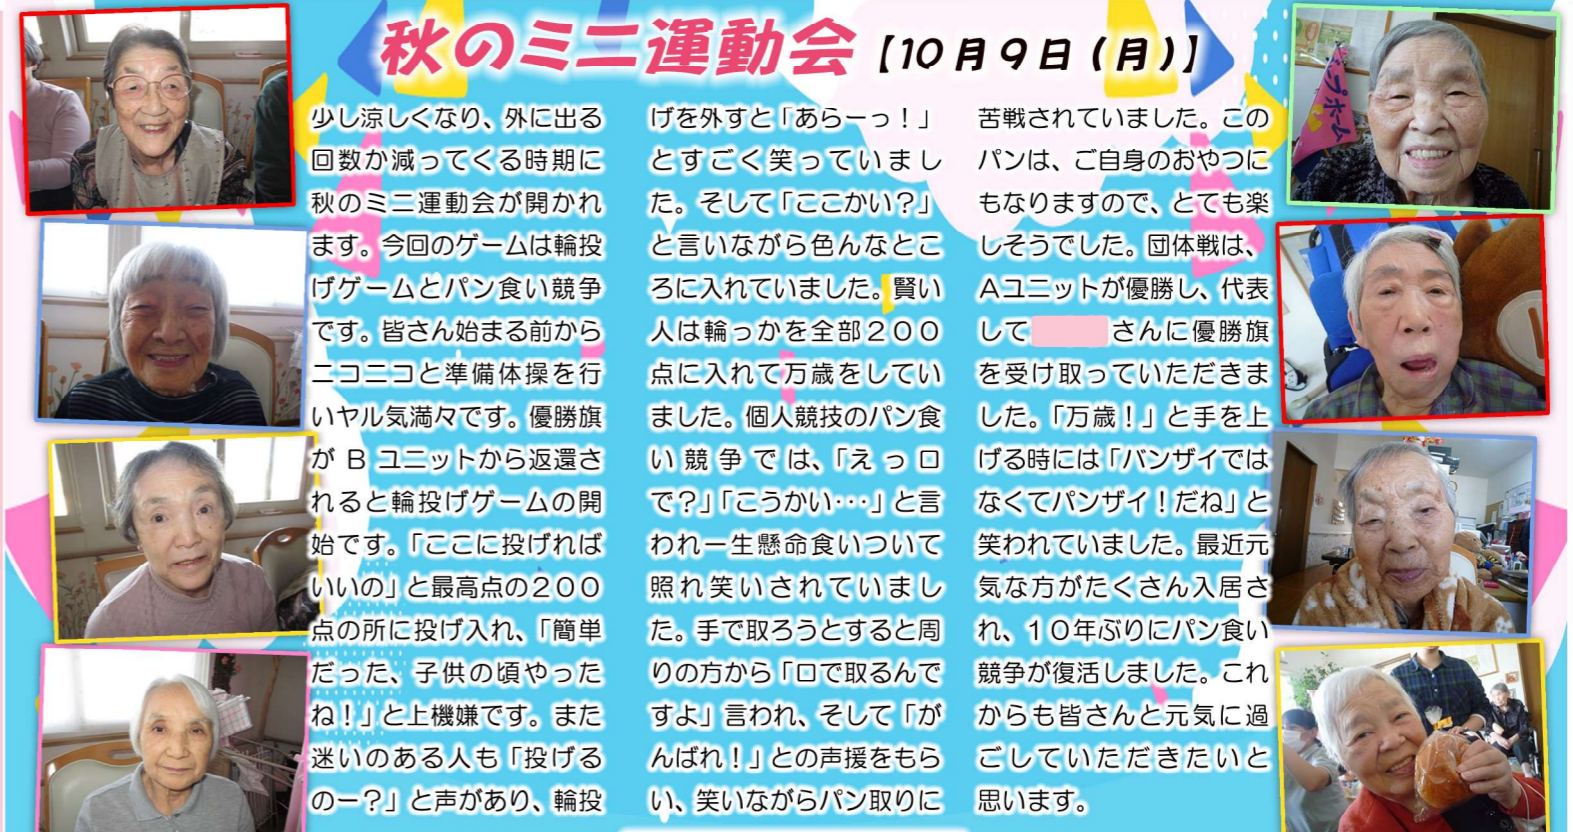 秋のミニ運動会【10月9日(月)】
少し涼しくなり、外に出る
回数か減ってくる時期に
秋のミニ運動会が開かれ
ます。今回のゲームは輪投
げゲームとパン食い競争
です。皆さん始まる前から
ニコニコと準備体操を行
いヤル気満々です。優勝旗
が B ユニットから返還さ
れると輪投げゲームの開
始です。「ここに投げれば
いいの」と最高点の200
点の所に投げ入れ、「簡単
だった、子供の頃やった
ね！」と上機嫌です。また
迷いのある人も「投げる
のー？」と声があり、輪投
げを外すと「あらーっ！」
とすごく笑っていまし
た。そして「ここかい？」
と言いながら色んなとこ
ろに入れていました。賢い
人は輪っかを全部200
点に入れて万歳をしてい
ました。個人競技のパン食
い競争では、「えっ口
で？」「こうかい･･･」と言
われ一生懸命食いついて
照れ笑いされていまし
た。手で取ろうとすると周
りの方から「口で取るんで
すよ」言われ、そして「が
んばれ！」との声援をもら
い、笑いながらパン取りに
苦戦されていました。この
パンは、ご自身のおやつに
もなりますので、とても楽
しそうでした。団体戦は、
Aユニットが優勝し、代表
して さんに優勝旗
を受け取っていただきま
した。「万歳！」と手を上
げる時には「バンザイでは
なくてパンザイ！だね」と
笑われていました。最近元
気な方がたくさん入居さ
れ、10年ぶりにパン食い
競争が復活しました。これ
からも皆さんと元気に過
ごしていただきたいと
思います。
プホーム